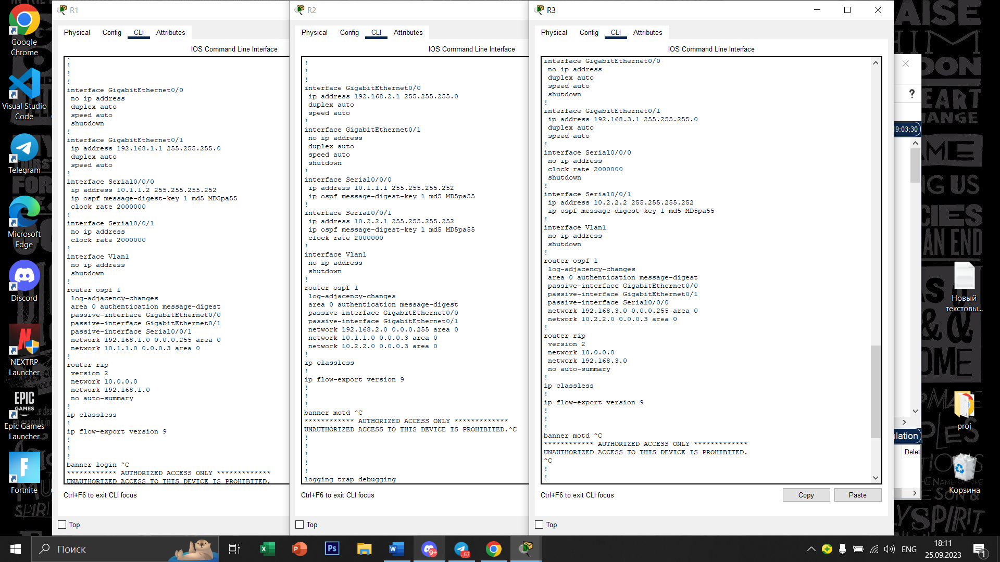 R1
Physical Config CLI Attributes
IOS Command Line Interface
!
!
!
!
interface GigabitEthernet0/0
no ip address
duplex auto
speed auto
shutdown
!
interface GigabitEthernet0/1
ip address 192.168.1.1 255.255.255.0
duplex auto
speed auto
!
interface Serial0/0/0
ip address 10.1.1.2 255.255.255.252
ip ospf message-digest-key 1 md5 MD5pa55
clock rate 2000000
!
interface Serial0/0/1
no ip address
clock rate 2000000
!
interface Vlan1
no ip address
shutdown
!
router ospf 1
log-adjacency-changes
area 0 authentication message-digest
passive-interface GigabitEthernet0/0
passive-interface GigabitEthernet0/1
passive-interface Serial0/0/1
network 192.168.1.0 0.0.0.255 area 0
network 10.1.1.0 0.0.0.3 area 0
!
router rip
version 2
network 10.0.0.0
network 192.168.1.0
no auto-summary
!
ip classless
!
ip flow-export version 9
!
!
!
banner login ^C
************ AUTHORIZED ACCESS ONLY *************
UNAUTHORIZED ACCESS TO THIS DEVICE IS PROHIBITED.
Ctrl+F6 to exit CLI focus
Top
R2
Physical Config CLI Attributes
IOS Command Line Interface
!
!
!
interface GigabitEthernet0/0
ip address 192.168.2.1 255.255.255.0
duplex auto
speed auto
!
interface GigabitEthernet0/1
no ip address
duplex auto
speed auto
shutdown
!
interface Serial0/0/0
ip address 10.1.1.1 255.255.255.252
ip ospf message-digest-key 1 md5 MD5pa55
!
interface Serial0/0/1
ip address 10.2.2.1 255.255.255.252
ip ospf message-digest-key 1 md5 MD5pa55
clock rate 2000000
!
interface Vlan1
no ip address
shutdown
!
router ospf 1
log-adjacency-changes
area 0 authentication message-digest
passive-interface GigabitEthernet0/0
passive-interface GigabitEthernet0/1
network 192.168.2.0 0.0.0.255 area 0
network 10.1.1.0 0.0.0.3 area 0
network 10.2.2.0 0.0.0.3 area 0
!
ip classless
!
ip flow-export version 9
!
!
!
banner motd ^C
************ AUTHORIZED ACCESS ONLY *************
UNAUTHORIZED ACCESS TO THIS DEVICE IS PROHIBITED.^C
!
!
!
!
!
logging trap debugging
Ctrl+F6 to exit CLI focus
Top
R3
Physical Config CLI Attributes
IOS Command Line Interface
interface GigabitEthernet0/0
no ip address
duplex auto
speed auto
shutdown
!
interface GigabitEthernet0/1
ip address 192.168.3.1 255.255.255.0
duplex auto
speed auto
!
interface Serial0/0/0
no ip address
clock rate 2000000
shutdown
!
interface Serial0/0/1
ip address 10.2.2.2 255.255.255.252
ip ospf message-digest-key 1 md5 MD5pa55
!
interface Vlan1
no ip address
shutdown
!
router ospf 1
log-adjacency-changes
area 0 authentication message-digest
passive-interface GigabitEthernet0/0
passive-interface GigabitEthernet0/1
passive-interface Serial0/0/0
network 192.168.3.0 0.0.0.255 area 0
network 10.2.2.0 0.0.0.3 area 0
!
router rip
version 2
network 10.0.0.0
network 192.168.3.0
no auto-summary
!
ip classless
!
ip flow-export version 9
!
!
!
banner motd ^C
************ AUTHORIZED ACCESS ONLY *************
UNAUTHORIZED ACCESS TO THIS DEVICE IS PROHIBITED.
^C
!
!
Ctrl+F6 to exit CLI focus
Copy Paste
Top
?
Delet
Google
Chrome
Visual Studio
Code
Telegram
Microsoft
Edge
Discord
NEXTRP
Launcher
EPIC
GAMES
Epic Games
Launcher
Fortnite
Новый
текстовы...
proj
Корзина
Поиск
9+
..67
ENG
18:11
25.09.2023
1